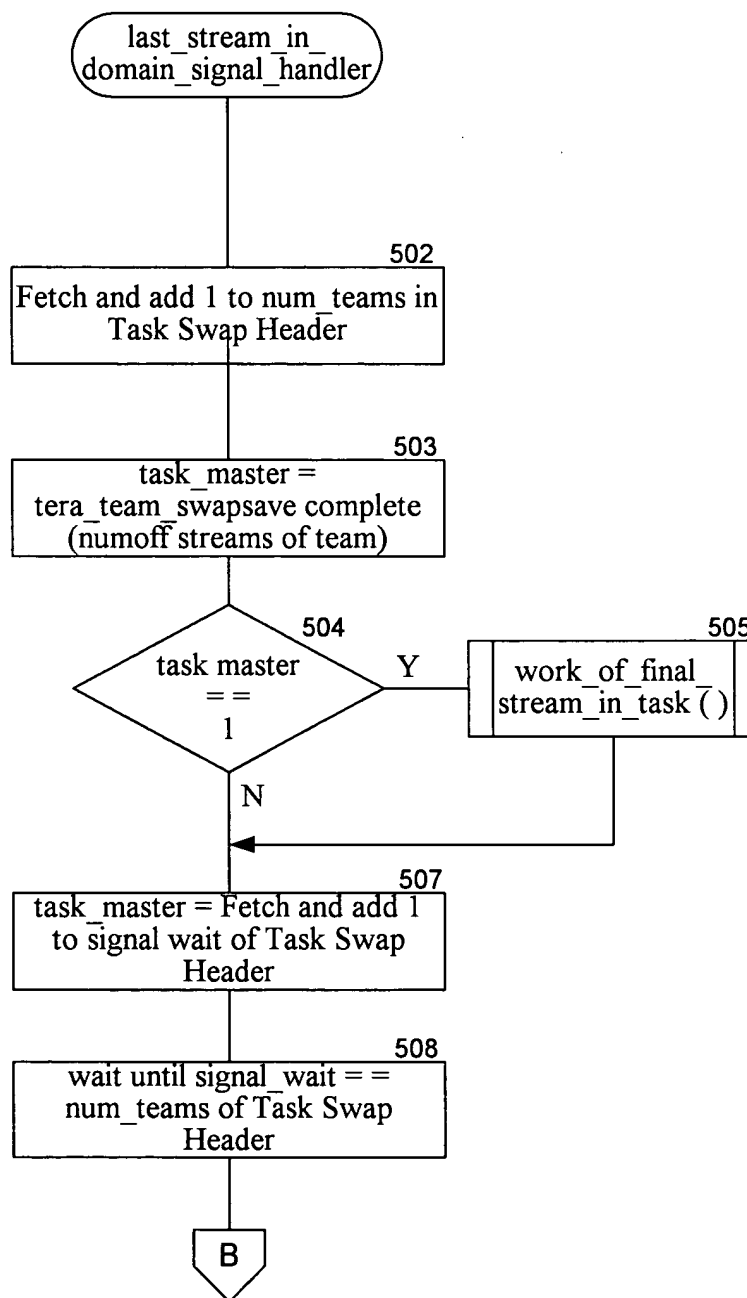 last_stream_in_
domain_signal_handler
502
Fetch and add 1 to num_teams in
Task Swap Header
503
task_master =
tera_team_swapsave complete
(numoff streams of team)
504
task master
= =
1
Y
N
505
work_of_final_
stream_in_task ( )
507
task_master = Fetch and add 1
to signal wait of Task Swap
Header
508
wait until signal_wait = =
num_teams of Task Swap
Header
B